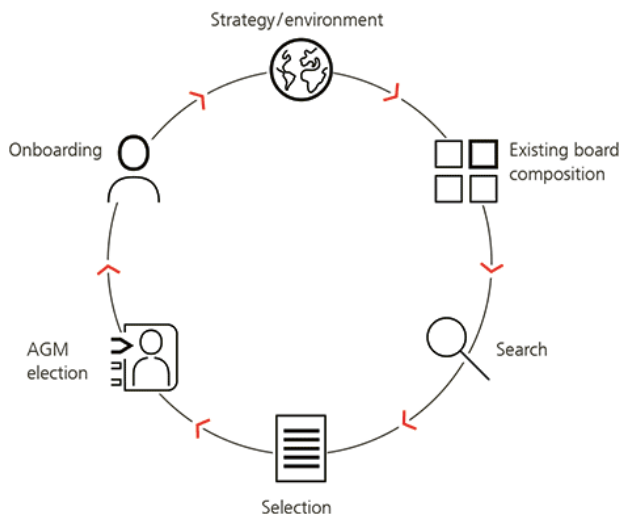 Strategy/environment
Existing board
composition
Search
Selection
AGM
election
Onboarding